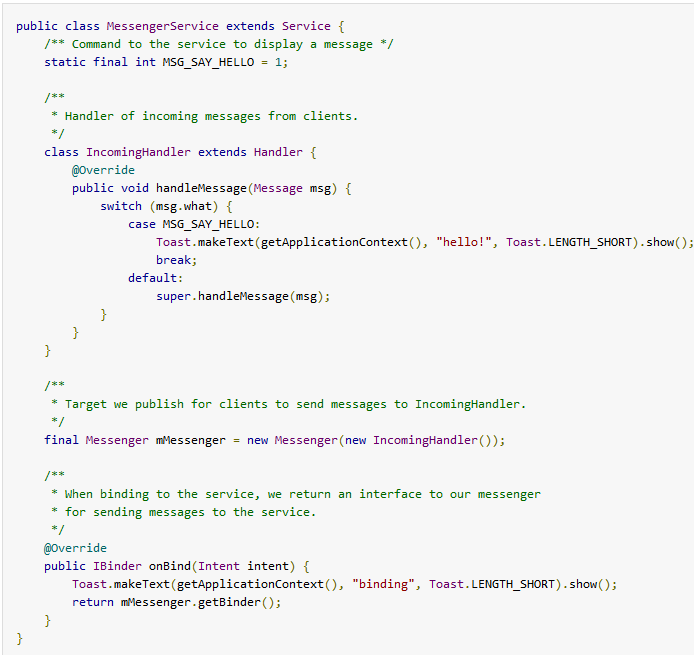 public class MessengerService extends Service {
    /** Command to the service to display a message */
    static final int MSG_SAY_HELLO = 1;

    /**
     * Handler of incoming messages from clients.
     */
    class IncomingHandler extends Handler {
        @Override
        public void handleMessage(Message msg) {
            switch (msg.what) {
                case MSG_SAY_HELLO:
                    Toast.makeText(getApplicationContext(), "hello!", Toast.LENGTH_SHORT).show();
                    break;
                default:
                    super.handleMessage(msg);
            }
        }
    }

    /**
     * Target we publish for clients to send messages to IncomingHandler.
     */
    final Messenger mMessenger = new Messenger(new IncomingHandler());

    /**
     * When binding to the service, we return an interface to our messenger
     * for sending messages to the service.
     */
    @Override
    public IBinder onBind(Intent intent) {
        Toast.makeText(getApplicationContext(), "binding", Toast.LENGTH_SHORT).show();
        return mMessenger.getBinder();
    }
}